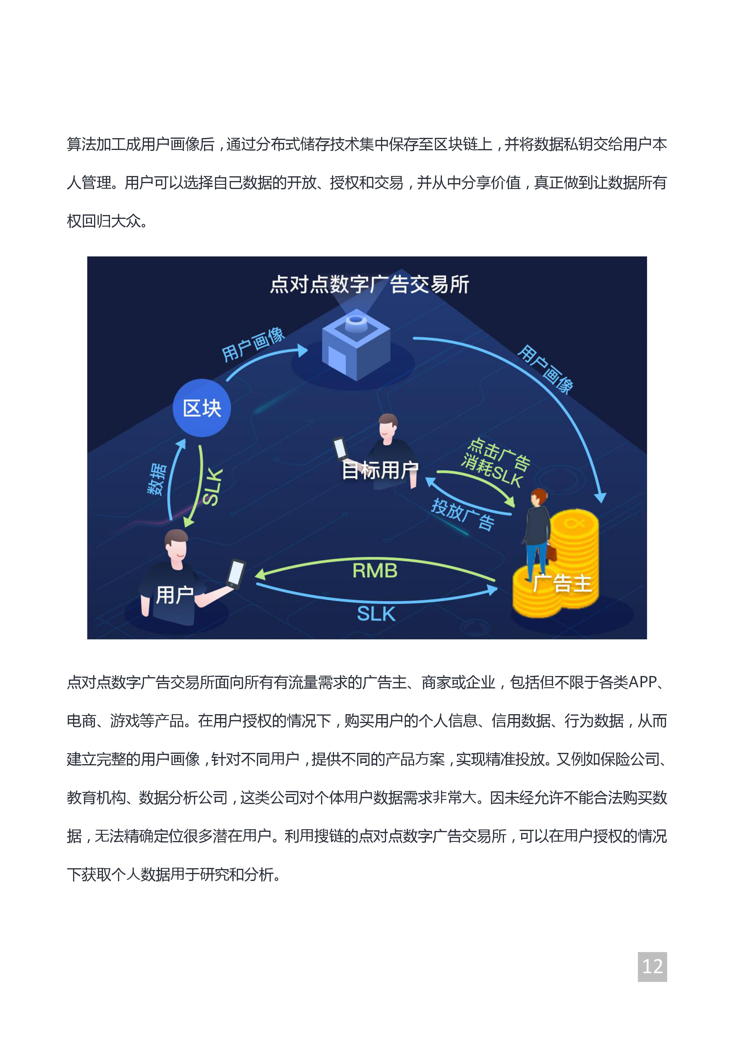 算法加工成用户画像后，通过分布式储存技术集中保存至区块链上，并将数据私钥交给用户本
人管理。用户可以选择自己数据的开放、授权和交易，并从中分享价值，真正做到让数据所有
权回归大众。
点对点数字广告交易所
用户画像
用户画像
区块
目标用户
点击广告
消耗SLK
数据
SLK
投放广告
RMB
用户
广告主
SLK
点对点数字广告交易所面向所有有流量需求的广告主、商家或企业，包括但不限于各类APP、
电商、游戏等产品。在用户授权的情况下，购买用户的个人信息、信用数据、行为数据，从而
建立完整的用户画像，针对不同用户，提供不同的产品方案，实现精准投放。又例如保险公司、
教育机构、数据分析公司，这类公司对个体用户数据需求非常大。因未经允许不能合法购买数
据，无法精确定位很多潜在用户。利用搜链的点对点数字广告交易所，可以在用户授权的情况
下获取个人数据用于研究和分析。
12